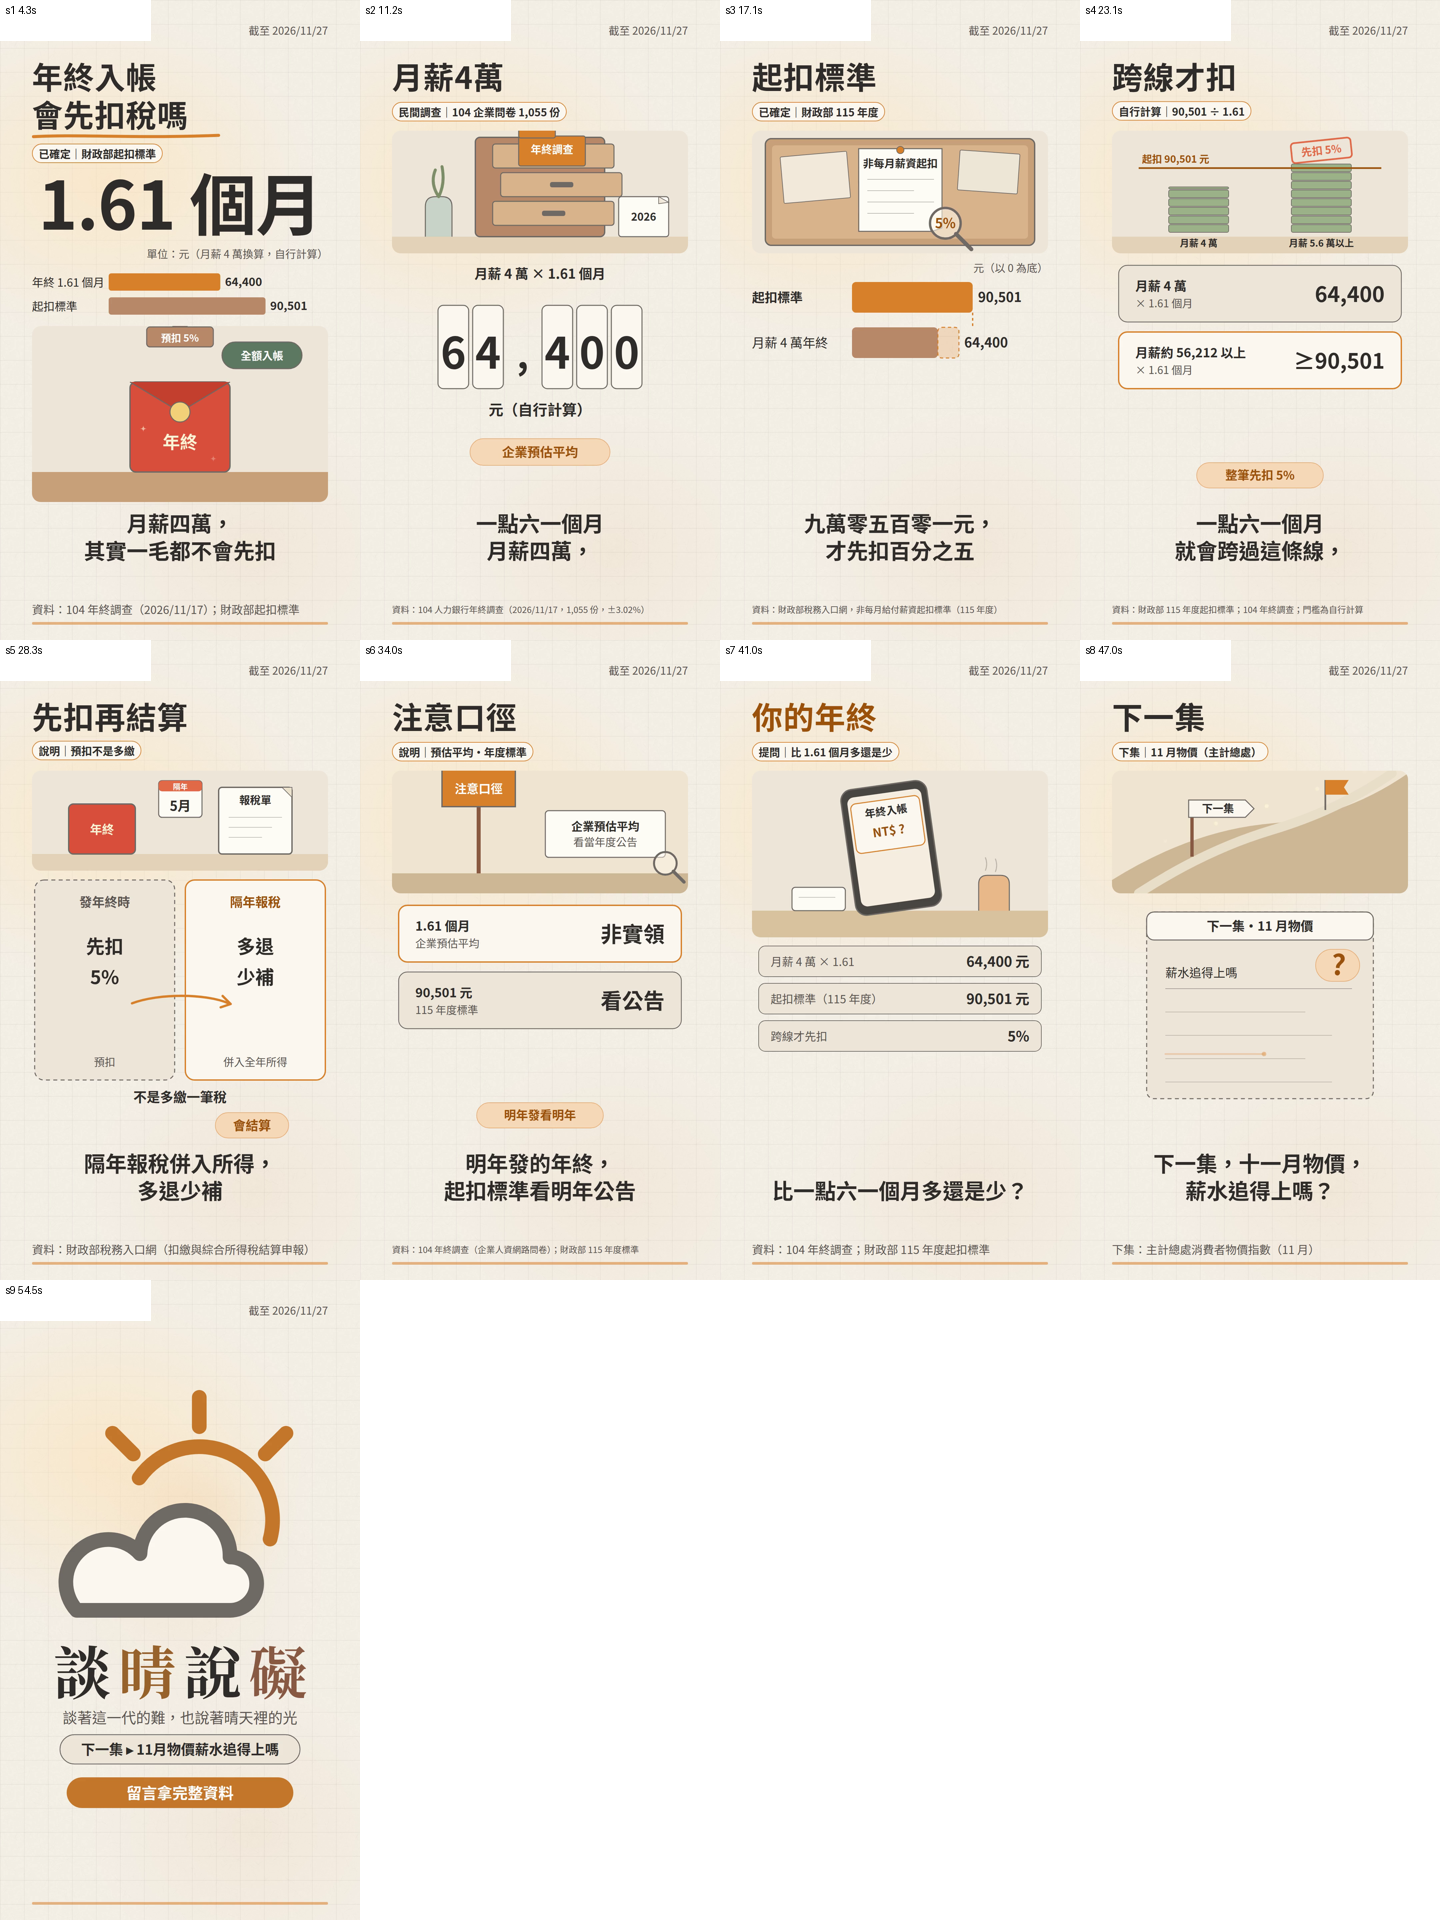 s1 4.3s
截至 2026/11/27
年終入帳
會先扣稅嗎
已確定｜財政部起扣標準
1.61 個月
單位：元（月薪 4 萬換算，自行計算）
年終 1.61 個月 64,400
起扣標準 90,501
預扣 5%
全額入帳
年終
月薪四萬，
其實一毛都不會先扣
資料：104 年終調查（2026/11/17）；財政部起扣標準
s2 11.2s
截至 2026/11/27
月薪4萬
民間調查｜104 企業問卷 1,055 份
年終調查
2026
月薪 4 萬 × 1.61 個月
64,400
元（自行計算）
企業預估平均
一點六一個月
月薪四萬，
資料：104 人力銀行年終調查（2026/11/17，1,055 份，±3.02%）
s3 17.1s
截至 2026/11/27
起扣標準
已確定｜財政部 115 年度
非每月薪資起扣
5%
元（以 0 為底）
起扣標準 90,501
月薪 4 萬年終 64,400
九萬零五百零一元，
才先扣百分之五
資料：財政部稅務入口網，非每月給付薪資起扣標準（115 年度）
s4 23.1s
截至 2026/11/27
跨線才扣
自行計算｜90,501 ÷ 1.61
先扣 5%
起扣 90,501 元
月薪 4 萬
月薪 5.6 萬以上
月薪 4 萬
× 1.61 個月
64,400
月薪約 56,212 以上
× 1.61 個月
≥90,501
整筆先扣 5%
一點六一個月
就會跨過這條線，
資料：財政部 115 年度起扣標準；104 年終調查；門檻為自行計算
s5 28.3s
截至 2026/11/27
先扣再結算
說明｜預扣不是多繳
年終
隔年
5月
報稅單
發年終時
先扣
5%
預扣
隔年報稅
多退
少補
併入全年所得
不是多繳一筆稅
會結算
隔年報稅併入所得，
多退少補
資料：財政部稅務入口網（扣繳與綜合所得稅結算申報）
s6 34.0s
截至 2026/11/27
注意口徑
說明｜預估平均・年度標準
注意口徑
企業預估平均
看當年度公告
1.61 個月
企業預估平均
非實領
90,501 元
115 年度標準
看公告
明年發看明年
明年發的年終，
起扣標準看明年公告
資料：104 年終調查（企業人資網路問卷）；財政部 115 年度標準
s7 41.0s
截至 2026/11/27
你的年終
提問｜比 1.61 個月多還是少
年終入帳
NT$ ?
月薪 4 萬 × 1.61 64,400 元
起扣標準（115 年度） 90,501 元
跨線才先扣 5%
比一點六一個月多還是少？
資料：104 年終調查；財政部 115 年度起扣標準
s8 47.0s
截至 2026/11/27
下一集
下集｜11 月物價（主計總處）
下一集
下一集・11 月物價
薪水追得上嗎
?
下一集，十一月物價，
薪水追得上嗎？
下集：主計總處消費者物價指數（11 月）
s9 54.5s
截至 2026/11/27
談晴說礙
談著這一代的難，也說著晴天裡的光
下一集 ▸ 11月物價薪水追得上嗎
留言拿完整資料